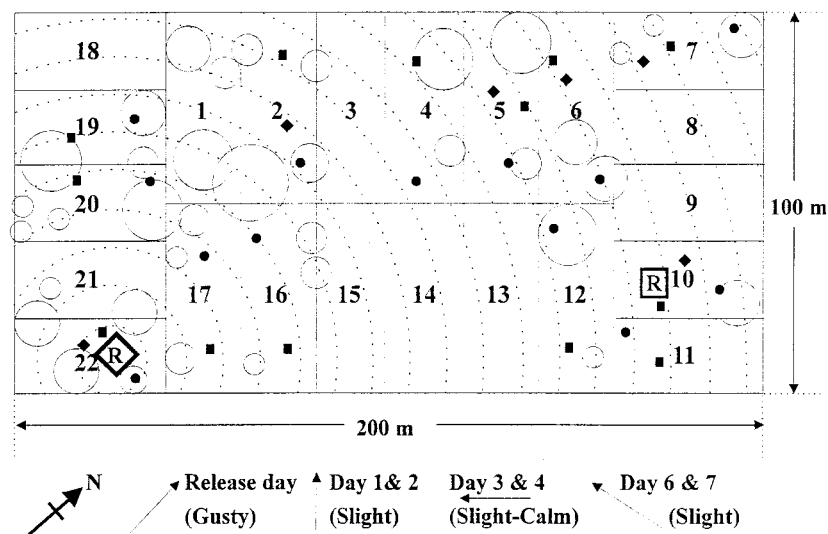 18 7
1 2 3 4 5 6
19 8
20 9
100 m
21 R 10
17 16 15 14 13 12
22 R 11
200 m
N Release day Day 1& 2 Day 3 & 4 Day 6 & 7
(Gusty) (Slight) (Slight-Calm) (Slight)